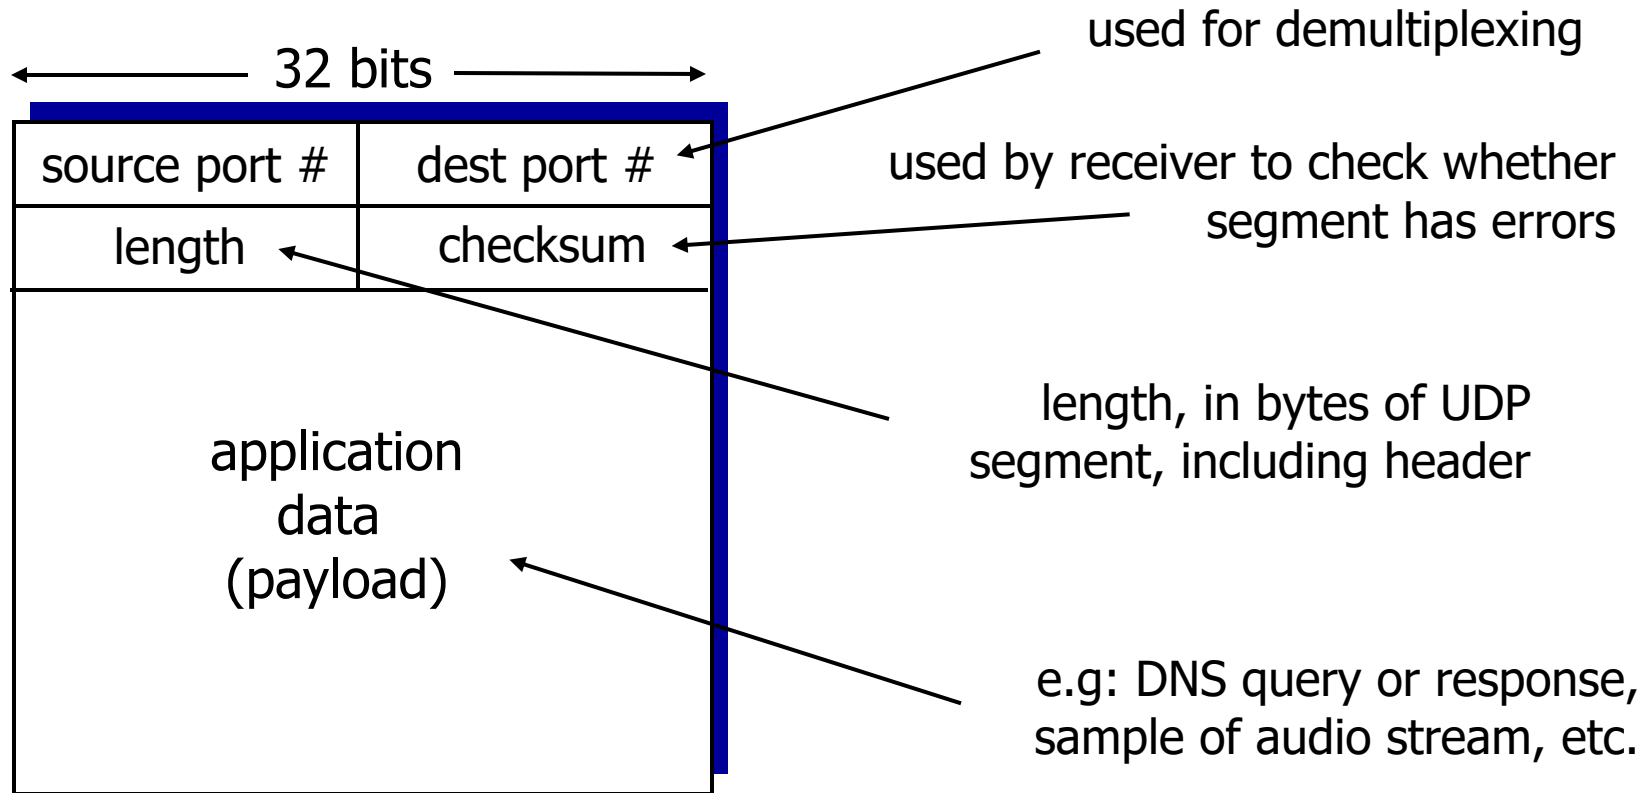 used for demultiplexing
32 bits
source port #
dest port #
used by receiver to check whether
segment has errors
length
checksum
length, in bytes of UDP
segment, including header
application
data
(payload)
e.g: DNS query or response,
sample of audio stream, etc.